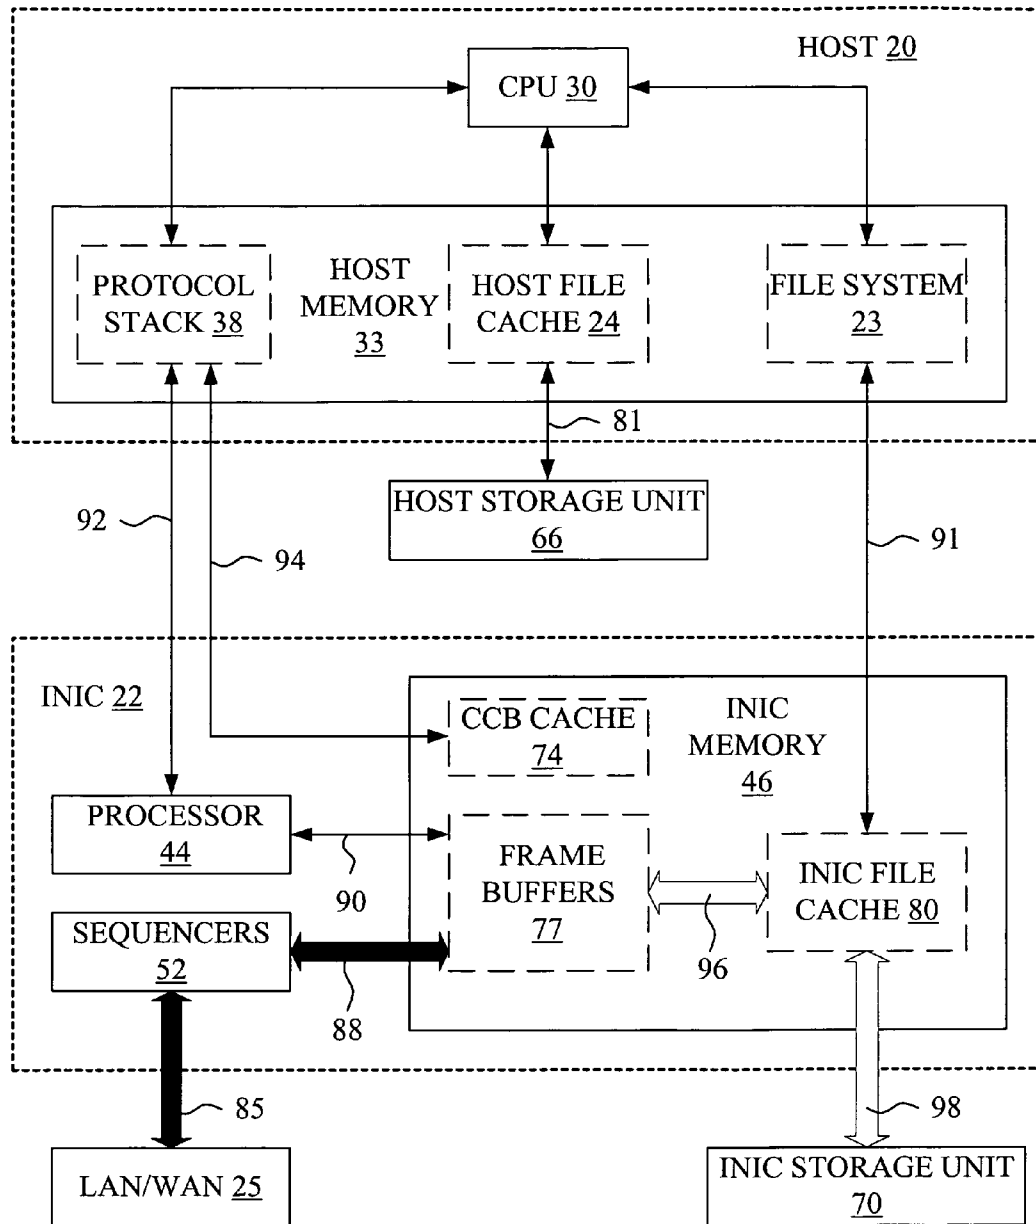 HOST 20
CPU 30
PROTOCOL
STACK 38
HOST
MEMORY
33
HOST FILE
CACHE 24
FILE SYSTEM
23
81
HOST STORAGE UNIT
66
92
94
91
INIC 22
CCB CACHE
74
INIC
MEMORY
46
PROCESSOR
44
90
FRAME
BUFFERS
77
INIC FILE
CACHE 80
96
SEQUENCERS
52
88
85
98
LAN/WAN 25
INIC STORAGE UNIT
70